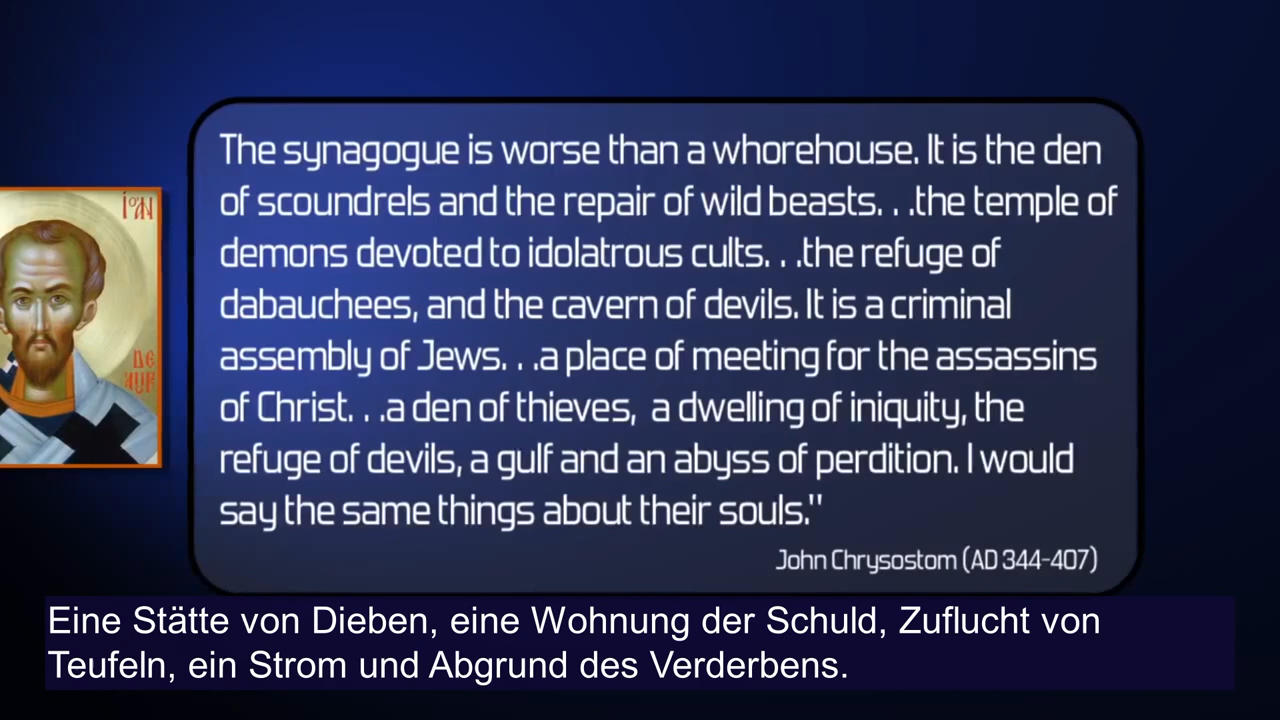 The synagogue is worse than a whorehouse. It is the den
of scoundrels and the repair of wild beasts. . .the temple of
demons devoted to idolatrous cults. . .the refuge of
dabauchees, and the cavern of devils. It is a criminal
assembly of Jews. . .a place of meeting for the assassins
of Christ. . .a den of thieves, a dwelling of iniquity, the
refuge of devils, a gulf and an abyss of perdition. I would
say the same things about their souls."
John Chrysostom (AD 344-407)
Eine Stätte von Dieben, eine Wohnung der Schuld, Zuflucht von
Teufeln, ein Strom und Abgrund des Verderbens.